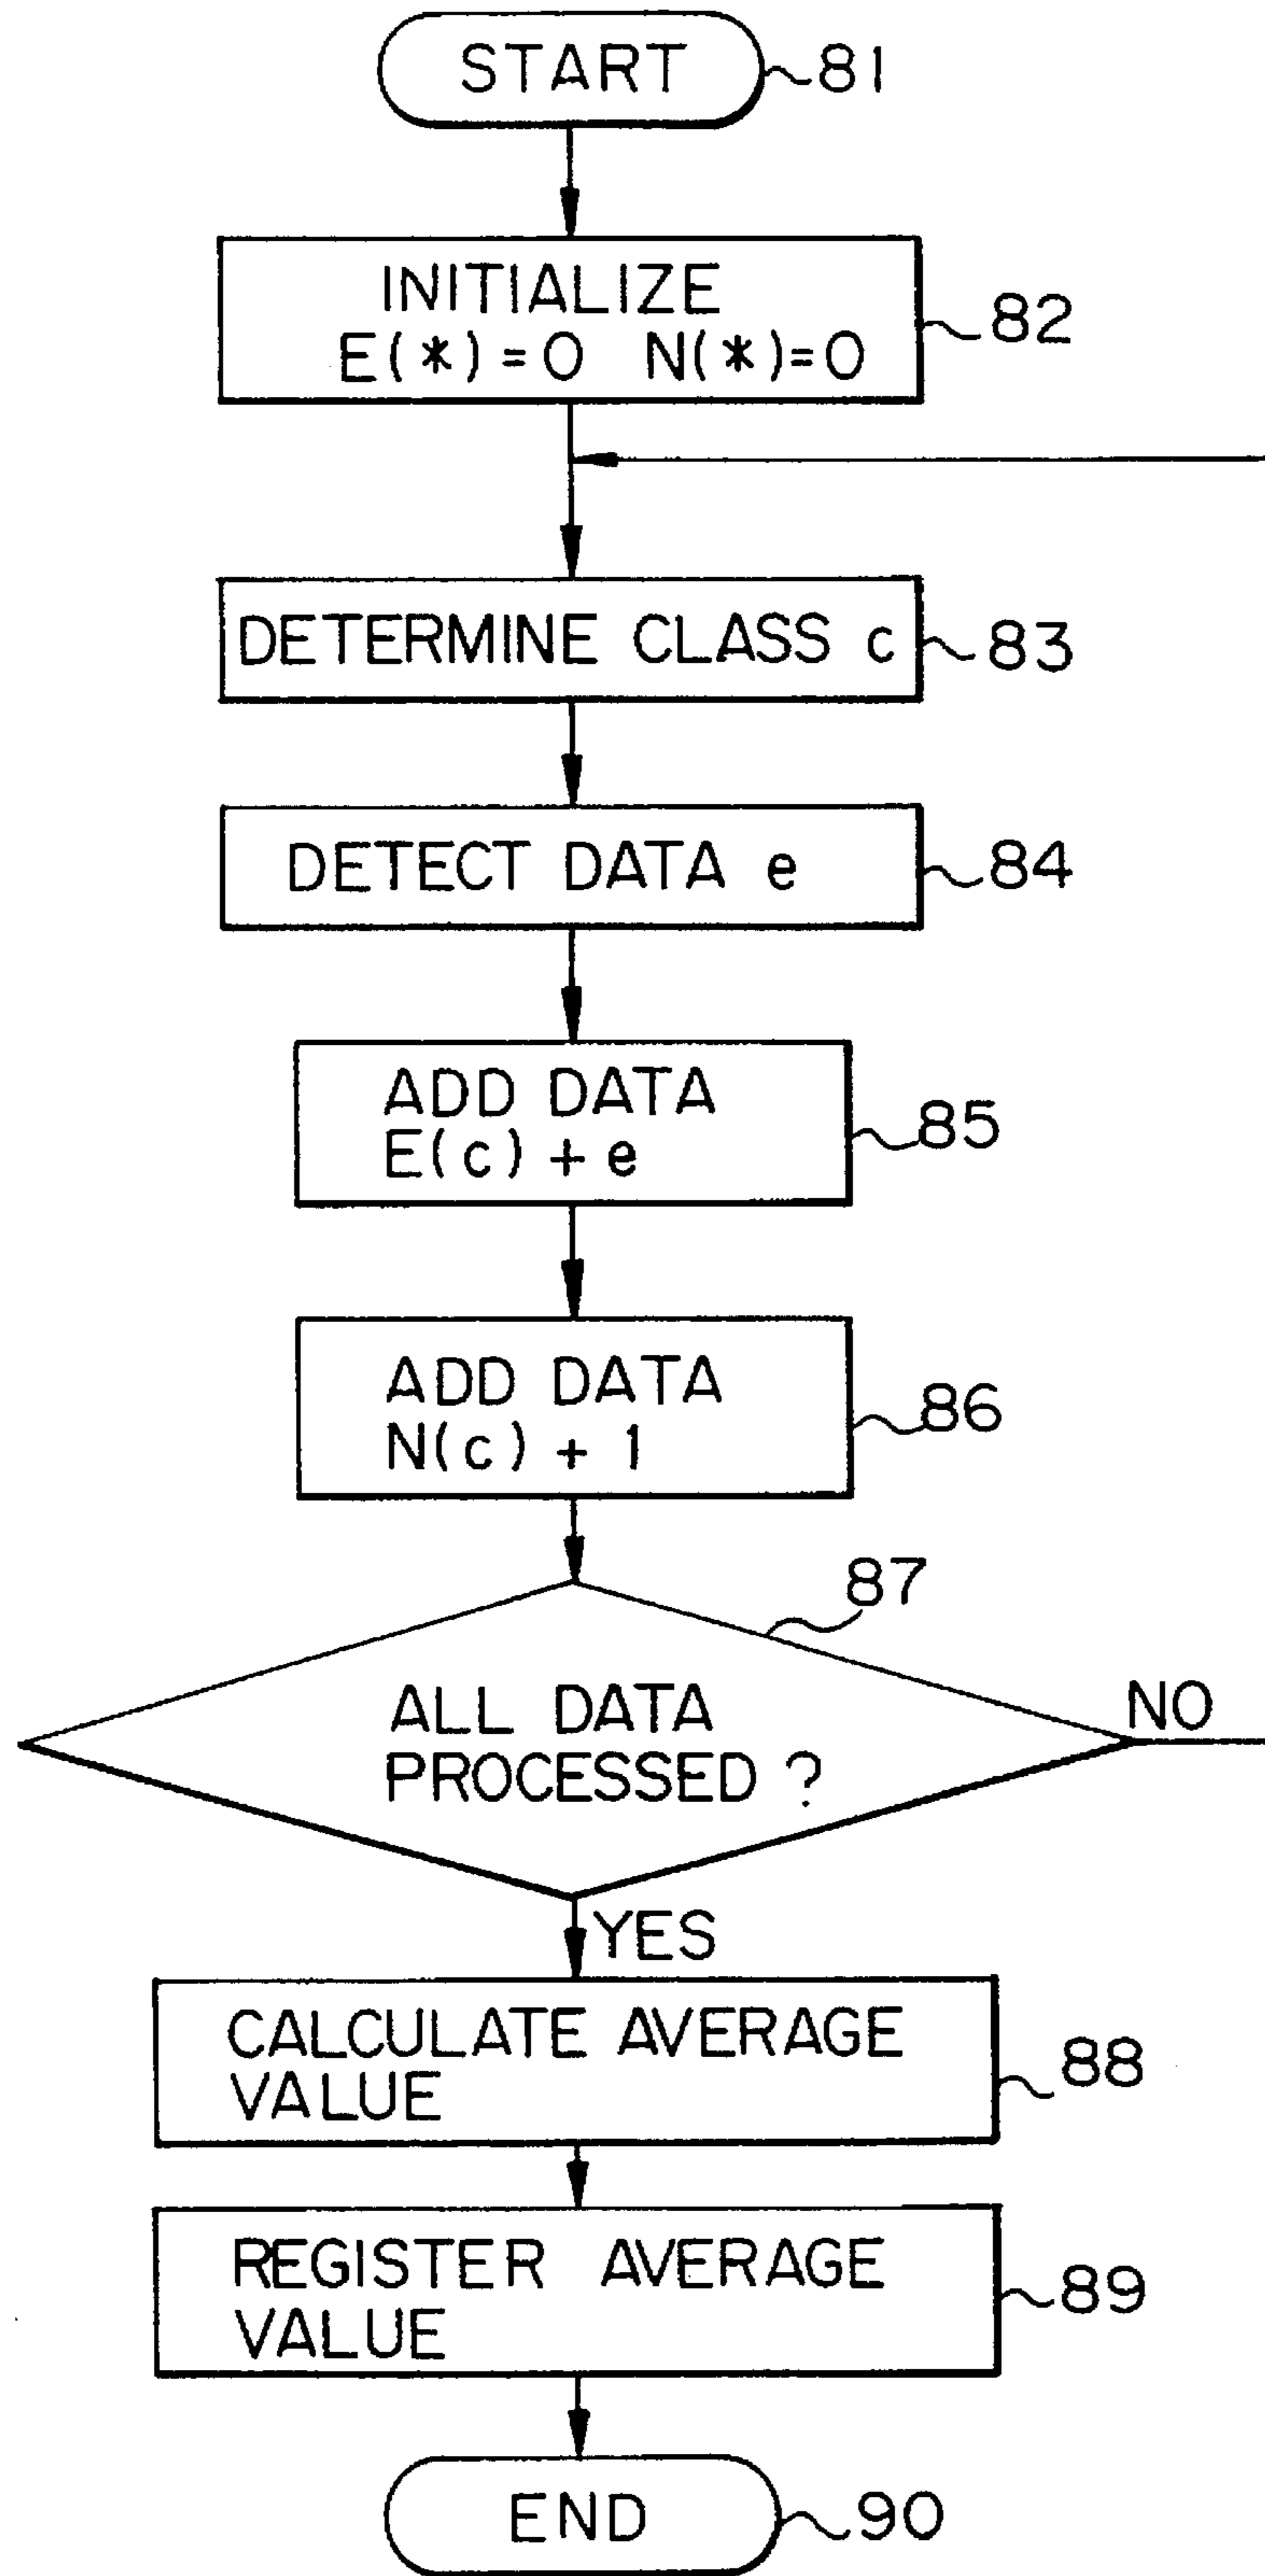 START
81
INITIALIZE
E(*)=0 N(*)=0
82
DETERMINE CLASS c
83
DETECT DATA e
84
ADD DATA
E(c) + e
85
ADD DATA
N(c) + 1
86
87
ALL DATA
PROCESSED ?
NO
YES
CALCULATE AVERAGE
VALUE
88
REGISTER AVERAGE
VALUE
89
END
90